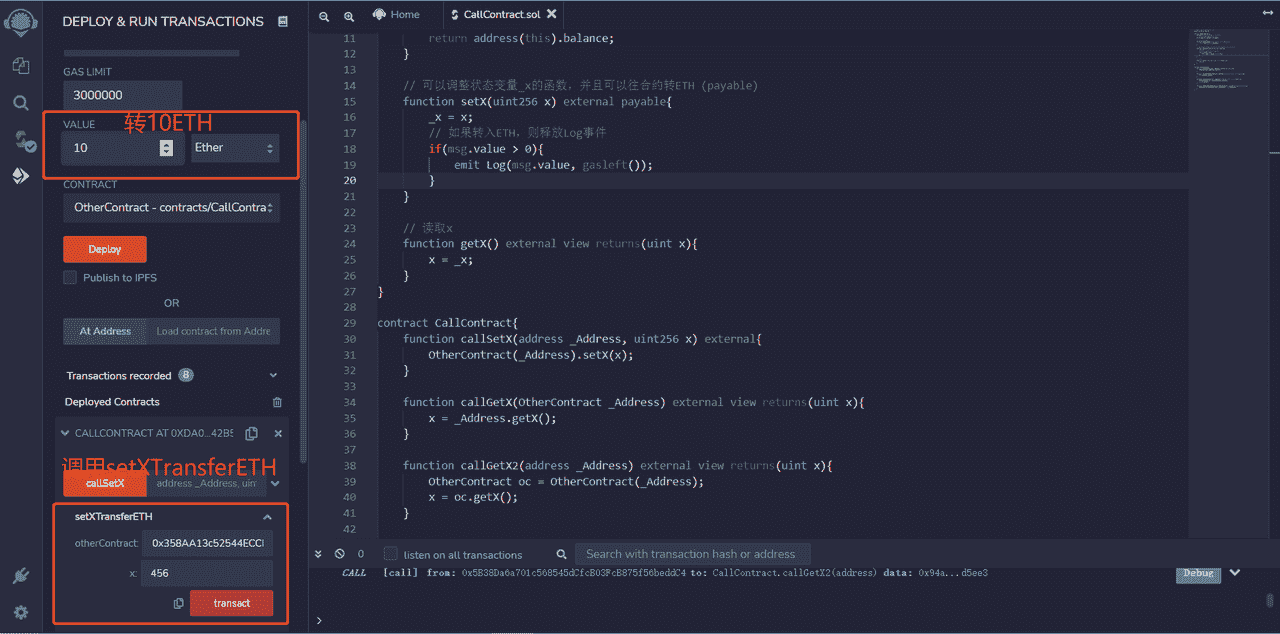 DEPLOY & RUN TRANSACTIONS
GAS LIMIT
3000000
VALUE
转10ETH
10
Ether
CONTRACT
OtherContract - contracts/CallContra
Deploy
Publish to IPFS
OR
At Address
Load contract from Addre
Transactions recorded 8
Deployed Contracts
CALLCONTRACT AT 0XDA0...42B5
调用setXTransferETH
callSetX
address _Address, uin
setXTransferETH
otherContract:
0x358AA13c52544ECCI
x:
456
transact
Home
CallContract.sol
11 return address(this).balance;
12 }
13
14 // 可以调整状态变量_x的函数，并且可以往合约转ETH (payable)
15 function setX(uint256 x) external payable{
16 _x = x;
17 // 如果转入ETH，则释放Log事件
18 if(msg.value > 0){
19 emit Log(msg.value, gasleft());
20 }
21 }
22
23 // 读取x
24 function getX() external view returns(uint x){
25 x = _x;
26 }
27 }
28
29 contract CallContract{
30 function callSetX(address _Address, uint256 x) external{
31 OtherContract(_Address).setX(x);
32 }
33
34 function callGetX(OtherContract _Address) external view returns(uint x){
35 x = _Address.getX();
36 }
37
38 function callGetX2(address _Address) external view returns(uint x){
39 OtherContract oc = OtherContract(_Address);
40 x = oc.getX();
41 }
42
0
listen on all transactions
Search with transaction hash or address
CALL [call] from: 0x5B38Da6a701c568545dCfcB03FcB875f56beddC4 to: CallContract.callGetX2(address) data: 0x94a...d5ee3
Debug
>